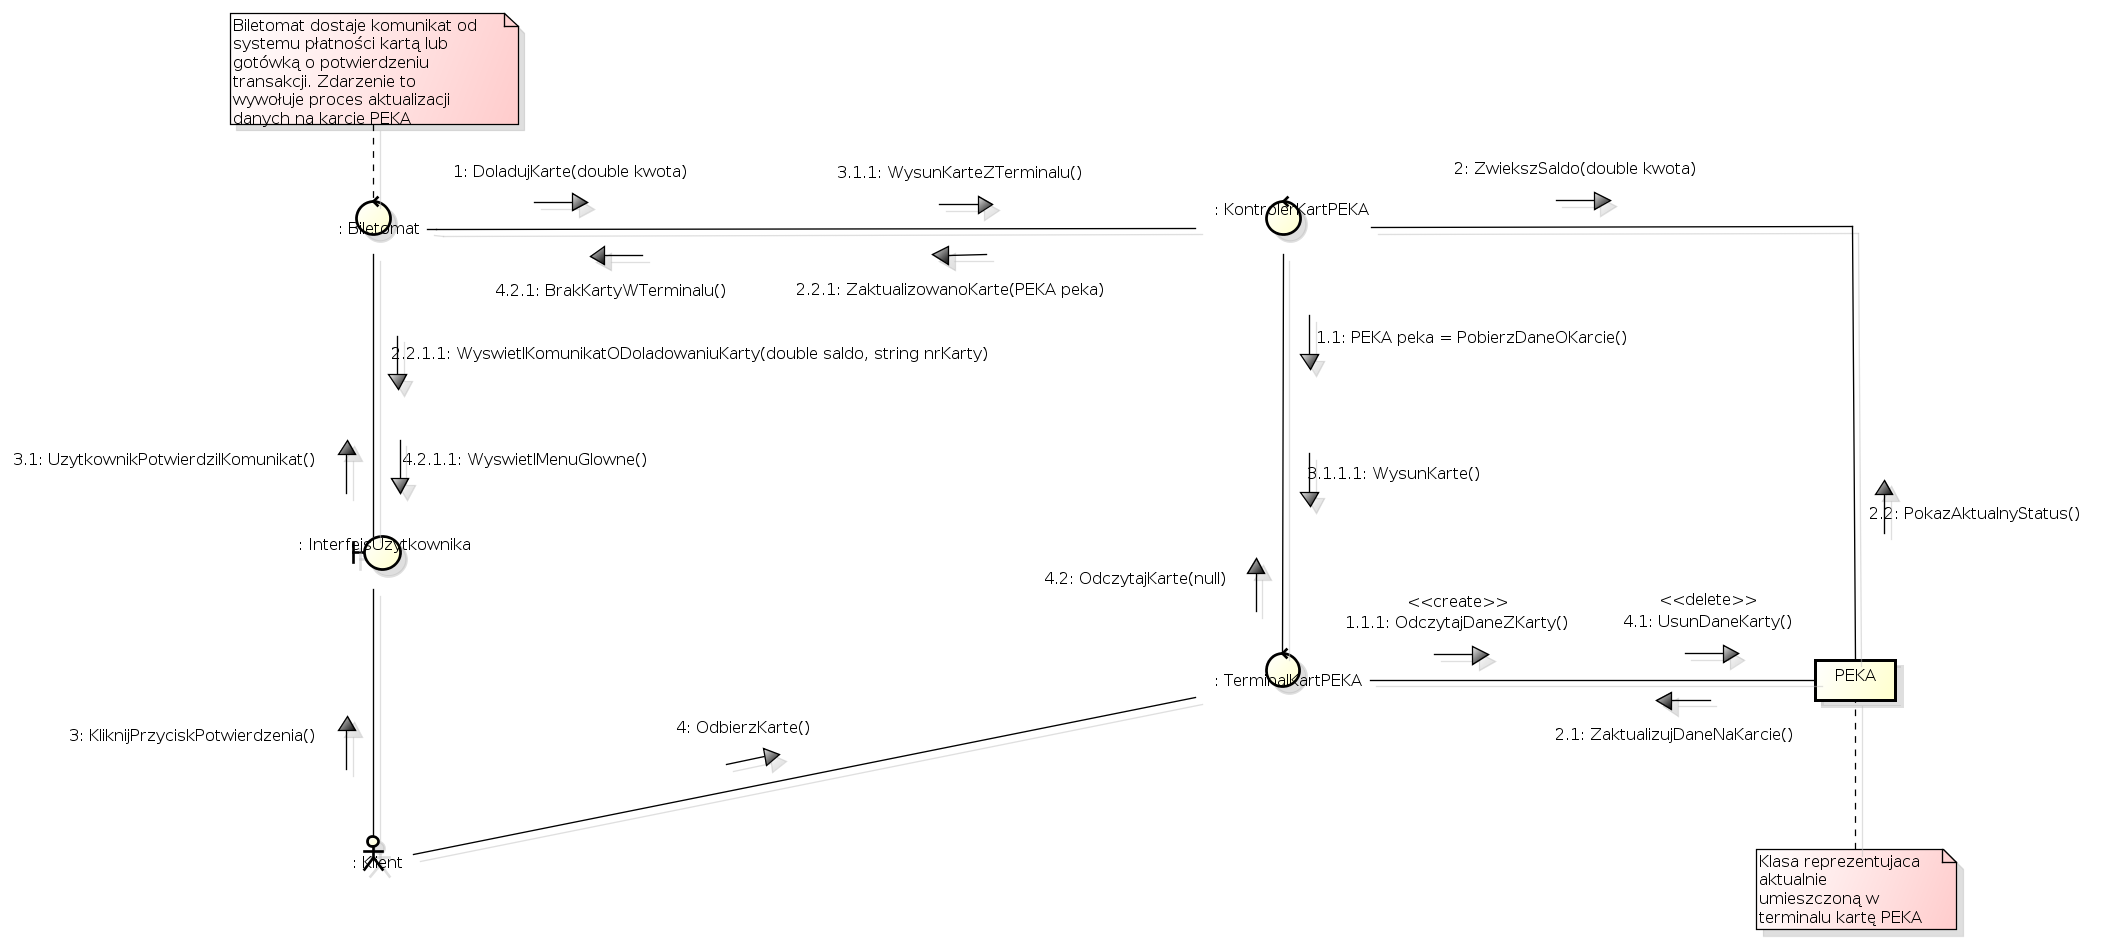 Biletomat dostaje komunikat od
systemu płatności kartą lub
gotówką o potwierdzeniu
transakcji. Zdarzenie to
wywołuje proces aktualizacji
danych na karcie PEKA
1: DoladujKarte(double kwota)
3.1.1: WysunKarteZTerminalu()
2: ZwiekszSaldo(double kwota)
: Biletomat
: KontrolerKartPEKA
4.2.1: BrakKartyWTerminalu()
2.2.1: ZaktualizowanoKarte(PEKA peka)
2.2.1.1: WyswietlKomunikatODoladowaniuKarty(double saldo, string nrKarty)
1.1: PEKA peka = PobierzDaneOKarcie()
3.1: UzytkownikPotwierdzilKomunikat()
4.2.1.1: WyswietlMenuGlowne()
3.1.1.1: WysunKarte()
2.2: PokazAktualnyStatus()
: InterfejsUzytkownika
4.2: OdczytajKarte(null)
<<create>>
1.1.1: OdczytajDaneZKarty()
<<delete>>
4.1: UsunDaneKarty()
: TerminalKartPEKA
PEKA
3: KliknijPrzyciskPotwierdzenia()
4: OdbierzKarte()
2.1: ZaktualizujDaneNaKarcie()
: Klient
Klasa reprezentujaca
aktualnie
umieszczoną w
terminalu kartę PEKA